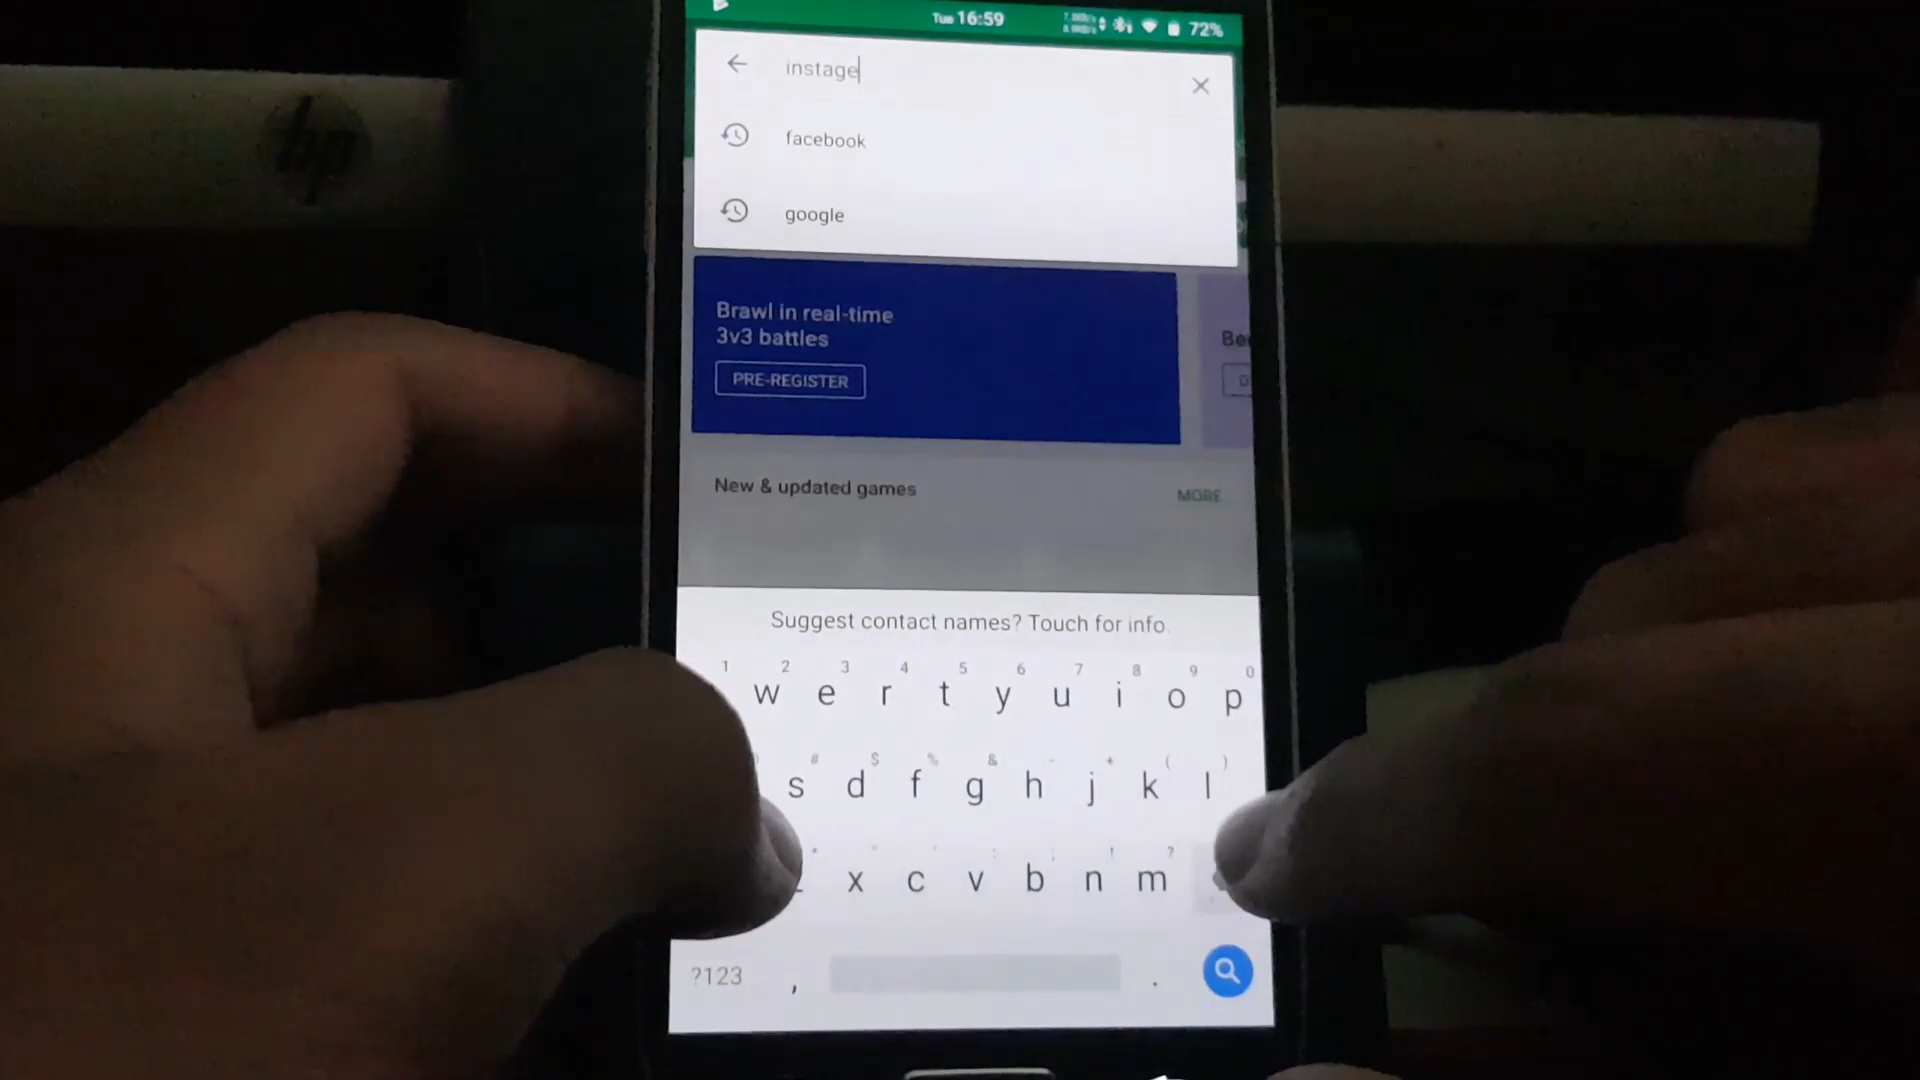 hp
Tue 16:59
72%
instage
facebook
google
Brawl in real-time
3v3 battles
PRE-REGISTER
Be
New & updated games
MORE
Suggest contact names? Touch for info.
1 2 3 4 5 6 7 8 9 0
w e r t y u i o p
# $ % & - + ( )
s d f g h j k l
x c v b n m
?123 , .